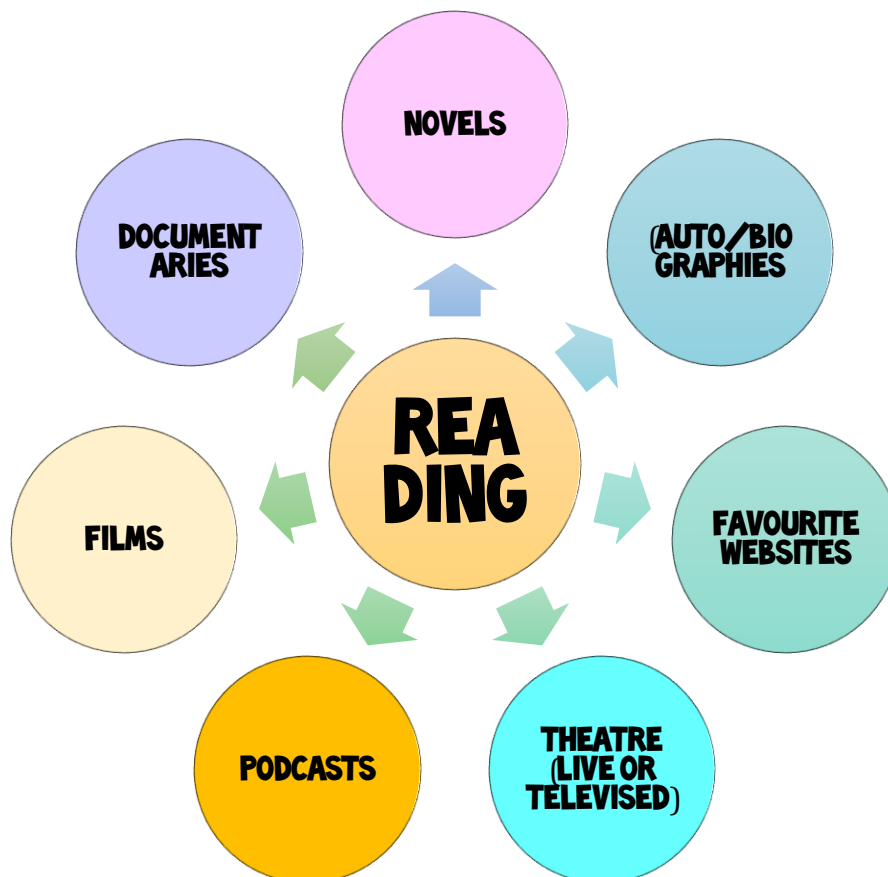 NOVELS
DOCUMENT
ARIES
(AUTO/BIO
GRAPHIES
REA
DING
FILMS
FAVOURITE
WEBSITES
PODCASTS
THEATRE
(LIVE OR
TELEVISED)